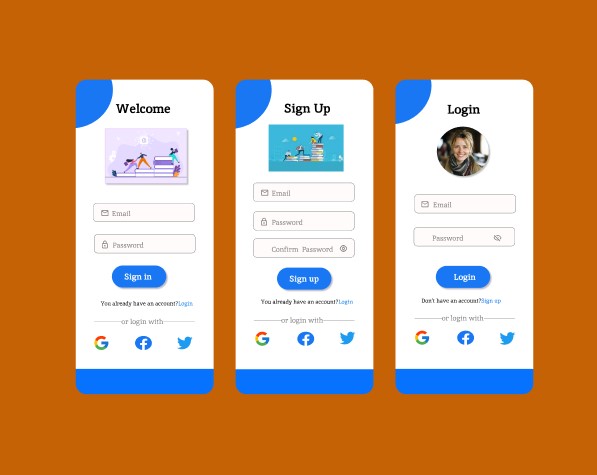 Welcome
Email
Password
Sign in
You already have an account?Login
or login with
Sign Up
Email
Password
Confirm Password
Sign up
You already have an account?Login
or login with
Login
Email
Password
Login
Don't have an account?Sign up
or login with